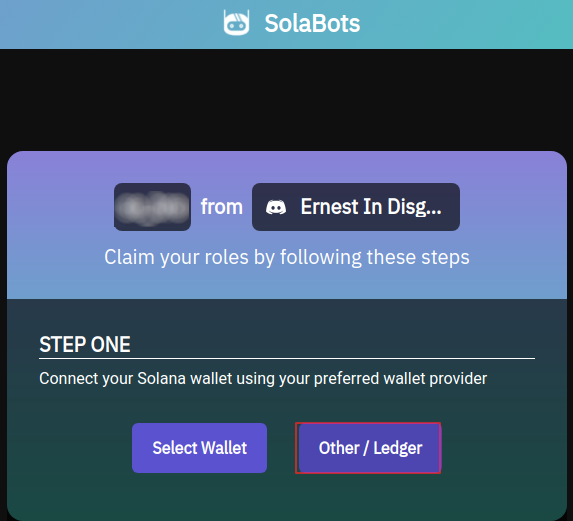 SolaBots
from Ernest In Disg...
Claim your roles by following these steps
STEP ONE
Connect your Solana wallet using your preferred wallet provider
Select Wallet Other / Ledger